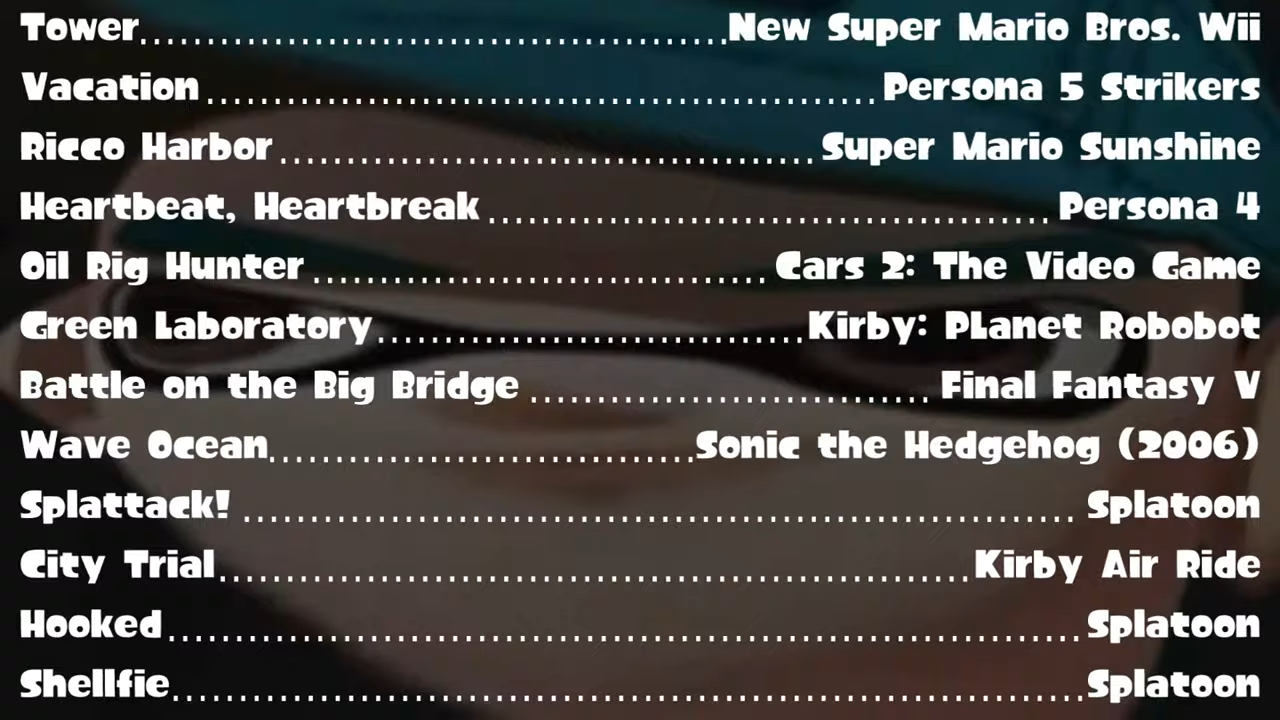 Tower......................................................New Super Mario Bros. Wii
Vacation..............................................................Persona 5 Strikers
Ricco Harbor..................................................Super Mario Sunshine
Heartbeat, Heartbreak....................................................Persona 4
Oil Rig Hunter..........................................Cars 2: The Video Game
Green Laboratory.......................................Kirby: PLanet Robobot
Battle on the Big Bridge.....................................Final Fantasy V
Wave Ocean.......................................Sonic the Hedgehog (2006)
Splattack!.............................................................................Splatoon
City Trial.....................................................................Kirby Air Ride
Hooked....................................................................................Splatoon
Shellfie....................................................................................Splatoon